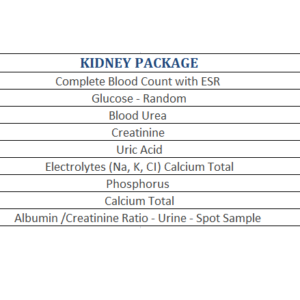 KIDNEY PACKAGE
Complete Blood Count with ESR
Glucose - Random
Blood Urea
Creatinine
Uric Acid
Electrolytes (Na, K, CI) Calcium Total
Phosphorus
Calcium Total
Albumin /Creatinine Ratio - Urine - Spot Sample